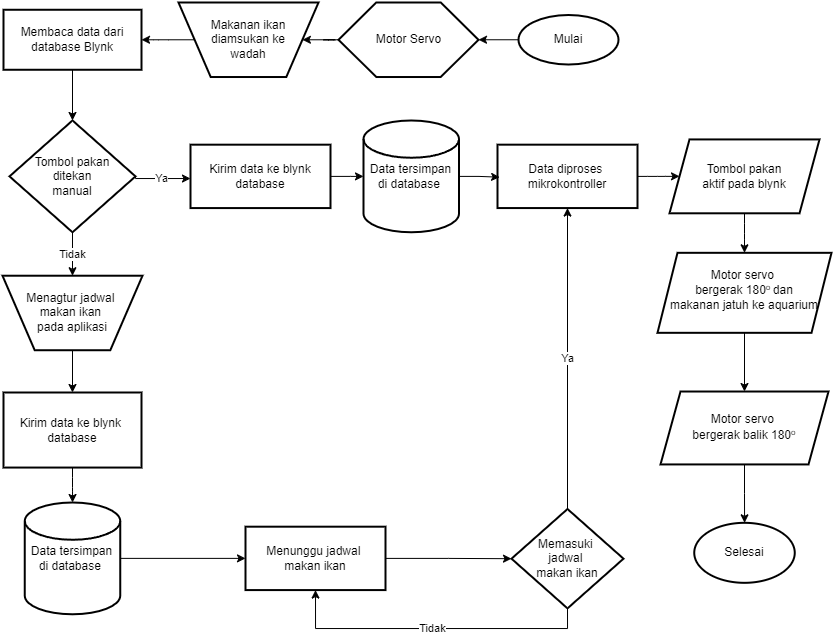 Membaca data dari
database Blynk
Makanan ikan
diamsukan ke
wadah
Motor Servo
Mulai
Tombol pakan
ditekan
manual
Ya
Kirim data ke blynk
database
Data tersimpan
di database
Data diproses
mikrokontroller
Tombol pakan
aktif pada blynk
Tidak
Menagtur jadwal
makan ikan
pada aplikasi
Motor servo
bergerak 180° dan
makanan jatuh ke aquarium
Ya
Kirim data ke blynk
database
Motor servo
bergerak balik 180°
Data tersimpan
di database
Menunggu jadwal
makan ikan
Memasuki
jadwal
makan ikan
Selesai
Tidak